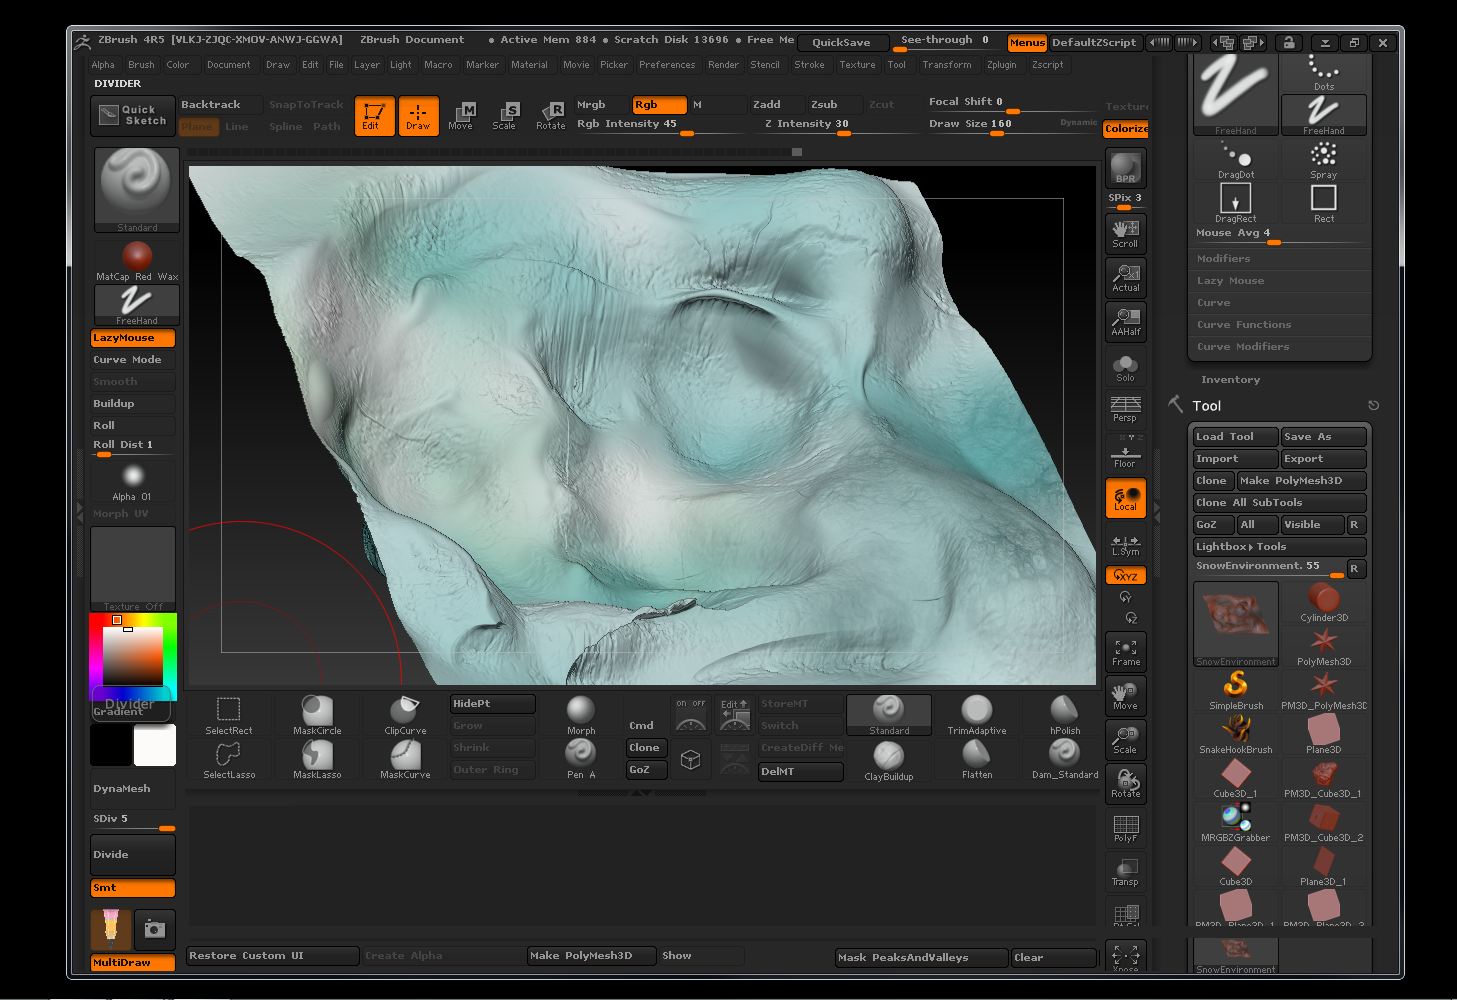 ZBrush 4R5 [VLKJ-ZJQC-XMOV-ANWJ-GGWA] ZBrush Document • Active Mem 884 • Scratch Disk 13696 • Free Me QuickSave See-through 0 Menus DefaultZScript
Alpha Brush Color Document Draw Edit File Layer Light Macro Marker Material Movie Picker Preferences Render Stencil Stroke Texture Tool Transform Zplugin Zscript
DIVIDER
Quick Sketch
Backtrack SnapToTrack
Plane Line Spline Path
Edit Draw Move Scale Rotate
Mrgb Rgb M Zadd Zsub Zcut
Rgb Intensity 45 Z Intensity 30
Focal Shift 0
Draw Size 160 Dynamic
Colorize
Standard
MatCap Red Wax
FreeHand
LazyMouse
Curve Mode
Smooth
Buildup
Roll
Roll Dist 1
Alpha 01
Morph UV
Texture Off
Divider
Gradient
DynaMesh
SDiv 5
Divide
Smt
MultiDraw
BPR
SPix 3
Scroll
Actual
AAHalf
Solo
Persp
Floor
Local
L.Sym
XYZ
Y
Z
Frame
Move
Scale
Rotate
PolyF
Transp
Xpose
SelectRect MaskCircle ClipCurve
SelectLasso MaskLasso MaskCurve
HidePt
Grow
Shrink
Outer Ring
Morph
Pen A
Cmd
Clone
GoZ
on off
Edit
StoreMT
Switch
CreateDiff Me
DelMT
Standard TrimAdaptive hPolish
ClayBuildup Flatten Dam_Standard
Restore Custom UI Create Alpha Make PolyMesh3D Show Mask PeaksAndValleys Clear
Dots
FreeHand FreeHand
DragDot Spray
DragRect Rect
Mouse Avg 4
Modifiers
Lazy Mouse
Curve
Curve Functions
Curve Modifiers
Inventory
Tool
Load Tool Save As
Import Export
Clone Make PolyMesh3D
Clone All SubTools
GoZ All Visible R
Lightbox▸Tools
SnowEnvironment. 55 R
Cylinder3D
SnowEnvironment PolyMesh3D
SimpleBrush PM3D_PolyMesh3D
SnakeHookBrush Plane3D
Cube3D_1 PM3D_Cube3D_1
MRGBZGrabber PM3D_Cube3D_2
Cube3D Plane3D_1
SnowEnvironment